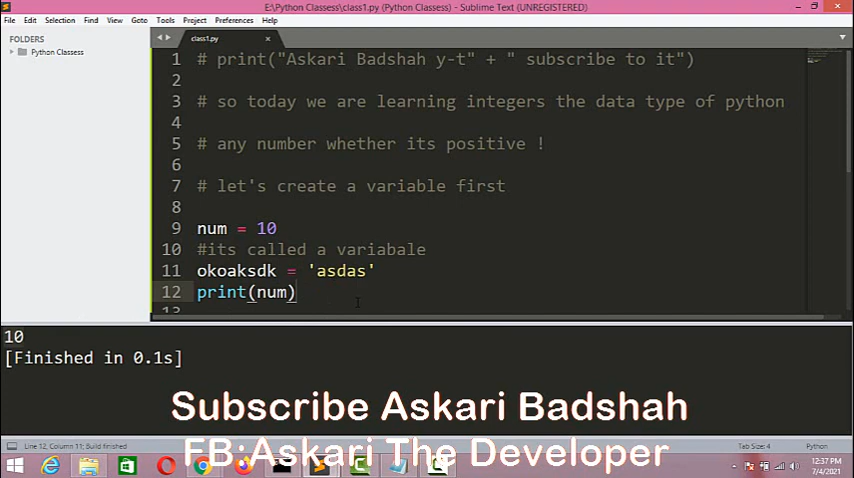 E:\Python Classess\class1.py (Python Classess) - Sublime Text (UNREGISTERED)
File Edit Selection Find View Goto Tools Project Preferences Help
FOLDERS
Python Classess
class1.py
1 # print("Askari Badshah y-t" + " subscribe to it")
2
3 # so today we are learning integers the data type of python
4
5 # any number whether its positive !
6
7 # let's create a variable first
8
9 num = 10
10 #its called a variabale
11 okoaksdk = 'asdas'
12 print(num)
13
10
[Finished in 0.1s]
Subscribe Askari Badshah
FB:Askari The Developer
Line 12, Column 11; Build finished
Tab Size: 4
Python
12:37 PM
7/4/2021